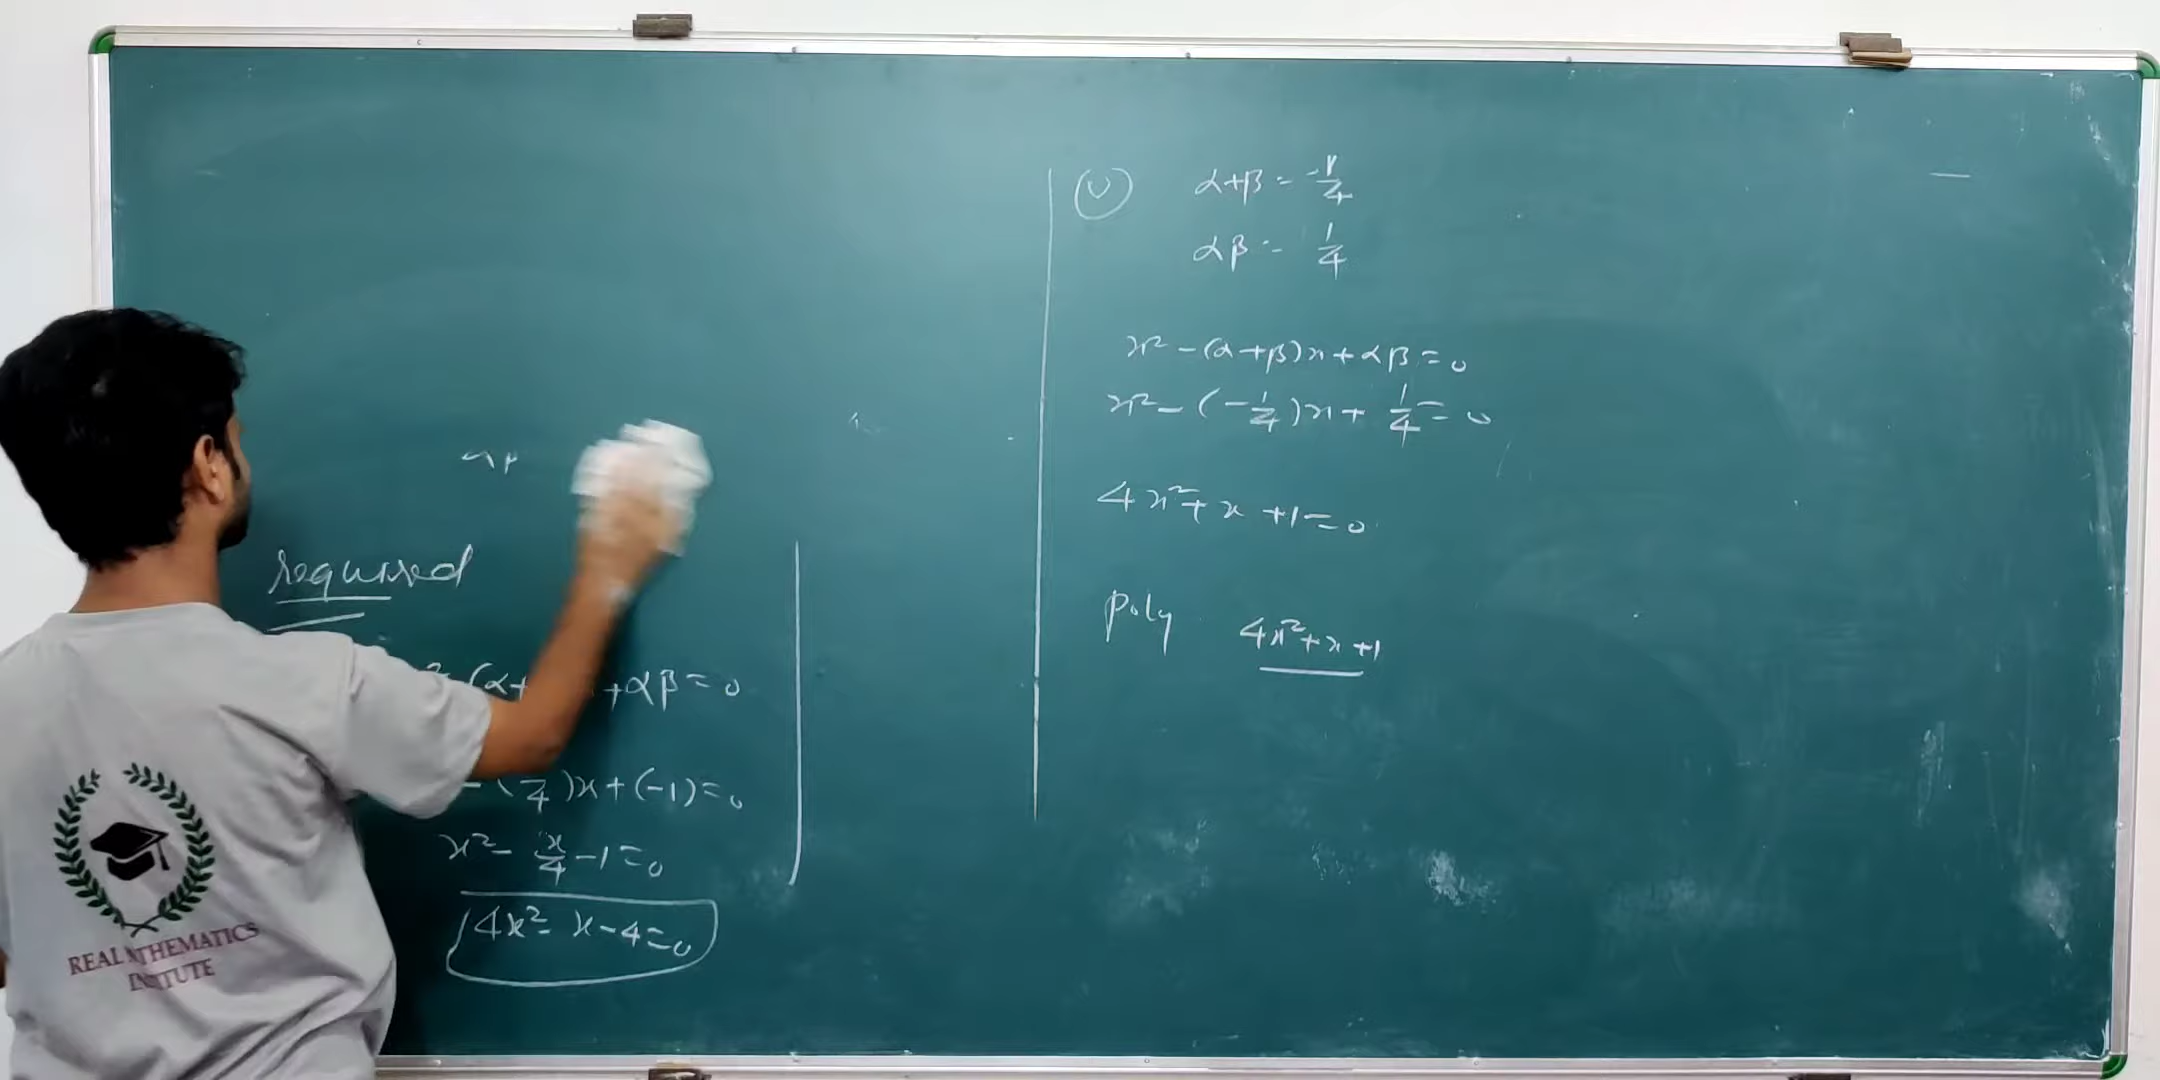 required
(α+ +αβ=0
/4)x+(-1)=0
x²-x/4-1=0
4x²-x-4=0
(v) α+β=-1/4
αβ=1/4
x²-(α+β)x+αβ=0
x²-(-1/4)x+1/4=0
4x²+x+1=0
poly 4x²+x+1
REAL MATHEMATICS
INSTITUTE